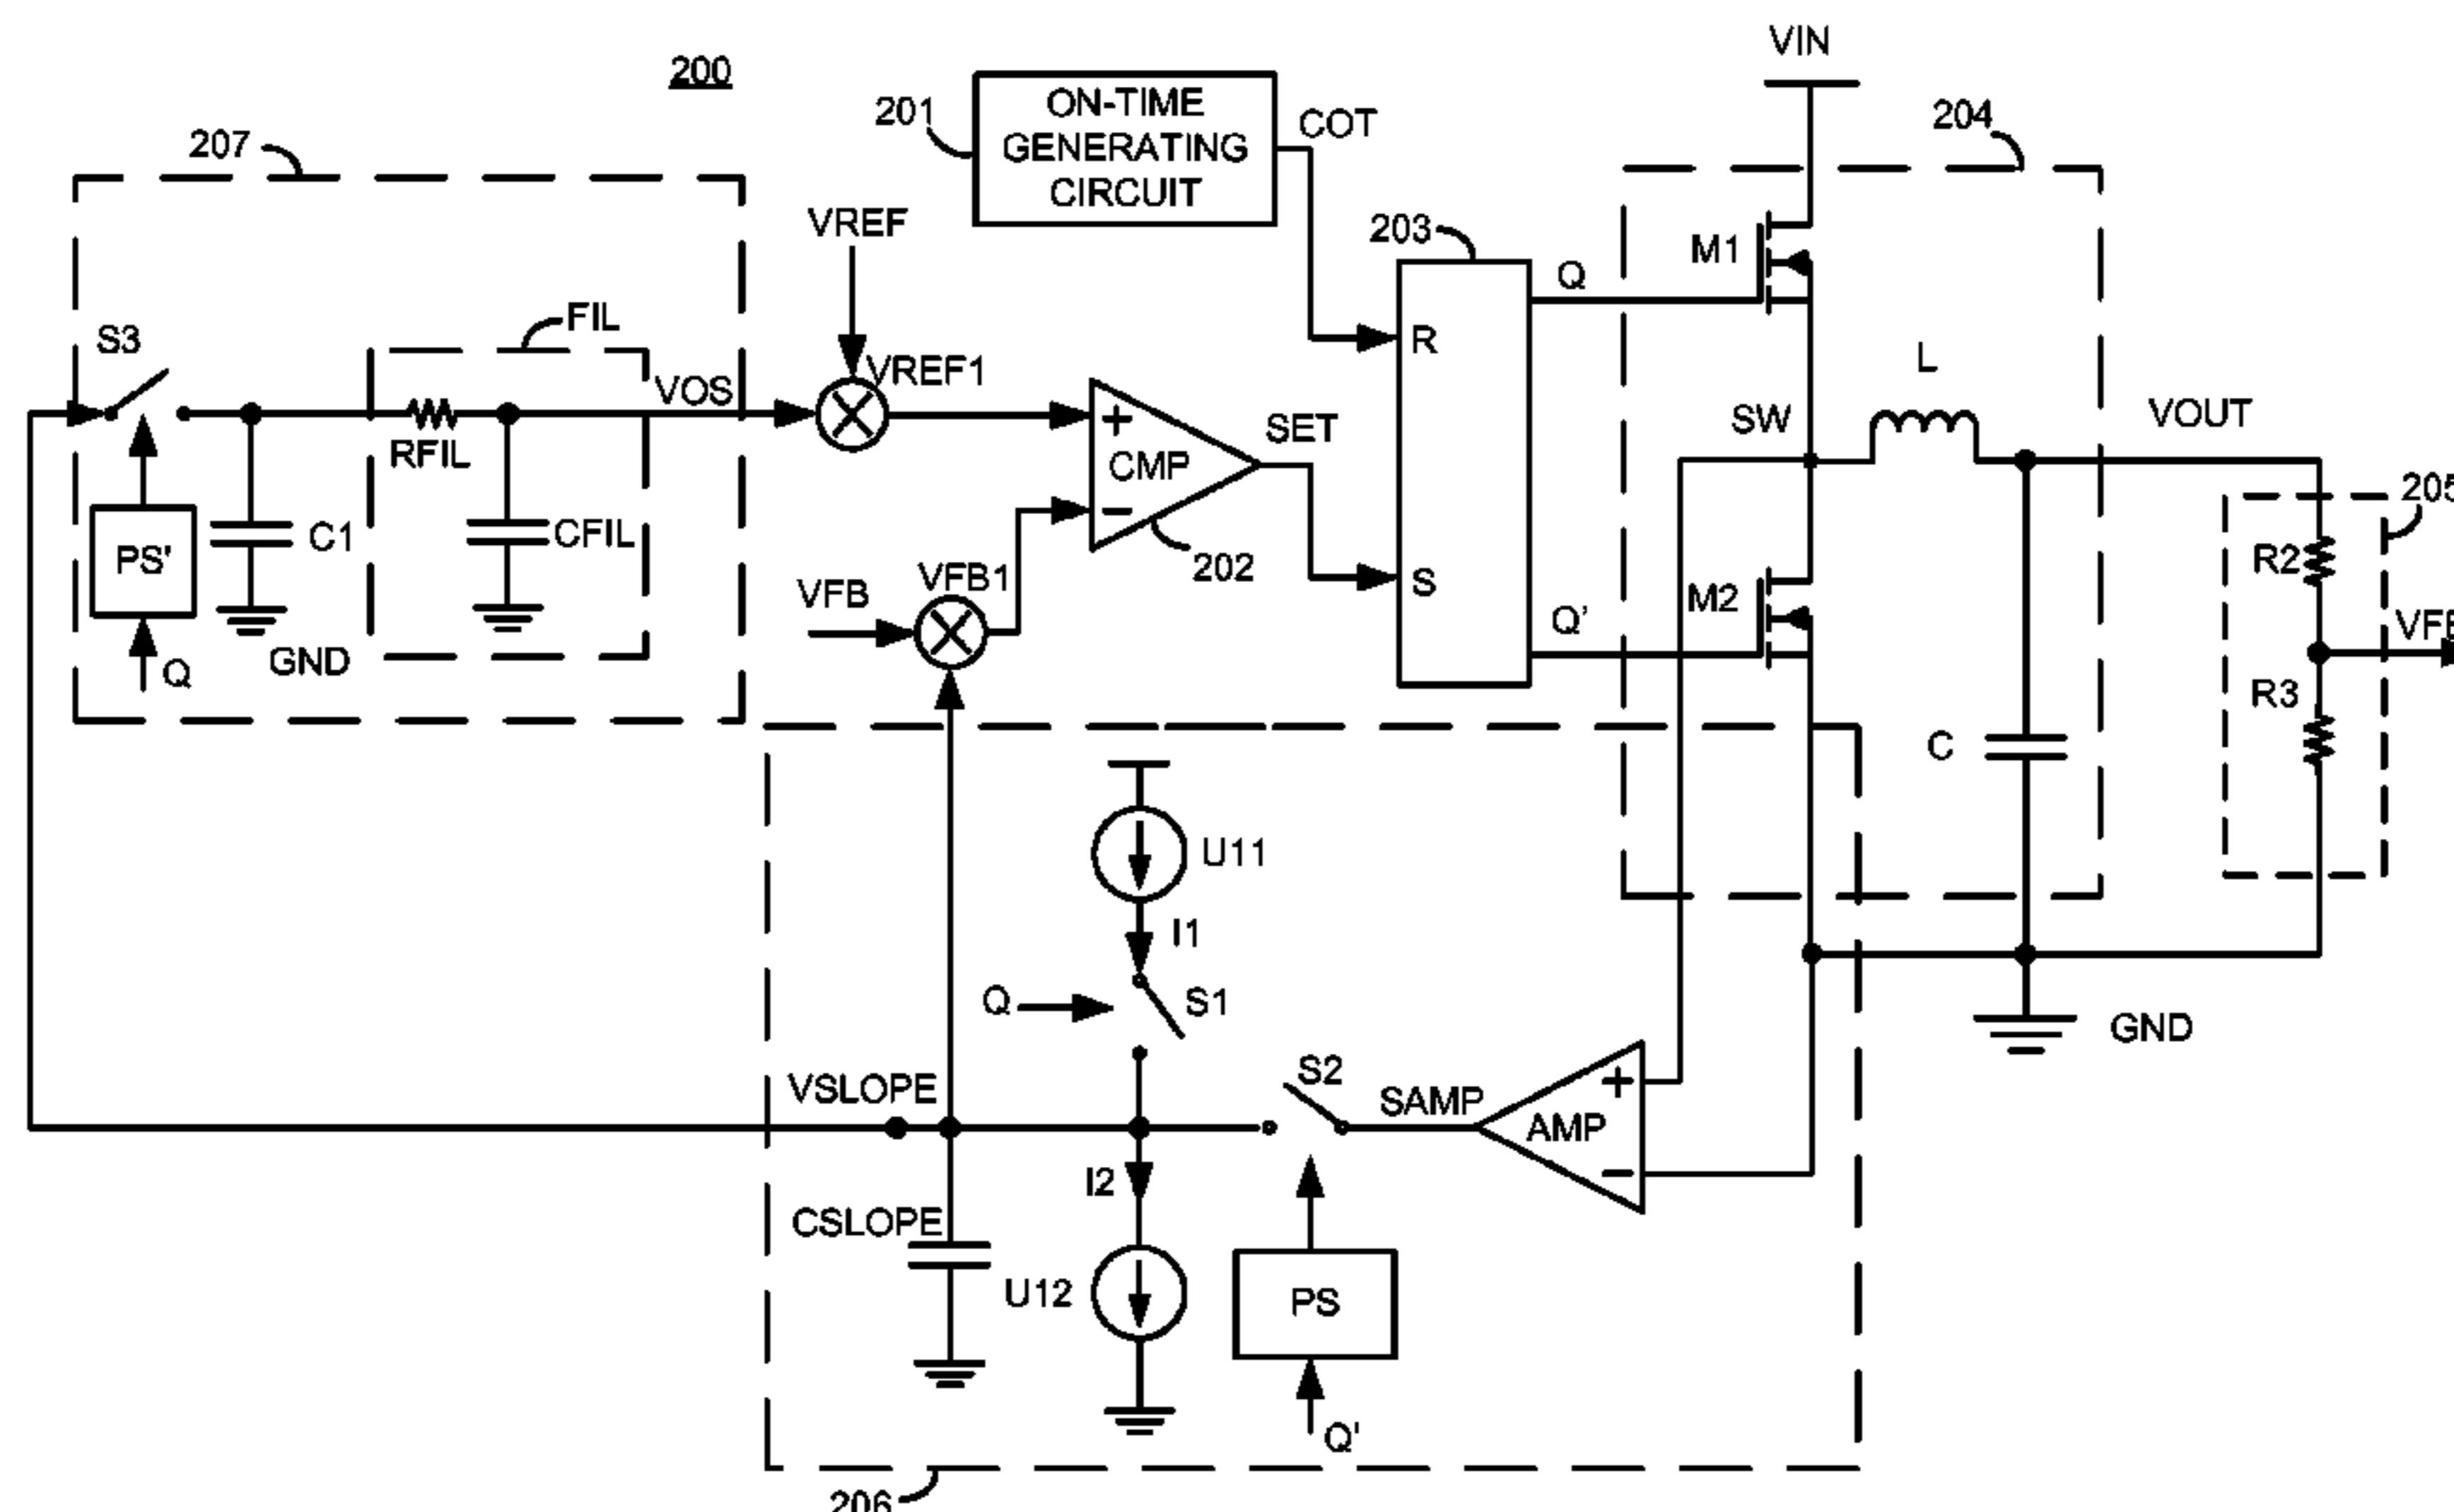 200
VIN
201
ON-TIME
GENERATING
CIRCUIT
COT
204
207
VREF
203
M1
Q
S3
FIL
VOS
VREF1
R
L
SW
VOUT
RFIL
SET
CMP
+
−
205
PS'
C1
CFIL
202
R2
VFB
VFB1
S
M2
Q'
VFB
GND
Q
R3
C
U11
I1
Q
S1
GND
VSLOPE
S2
SAMP
AMP
+
−
I2
CSLOPE
U12
PS
Q'
206